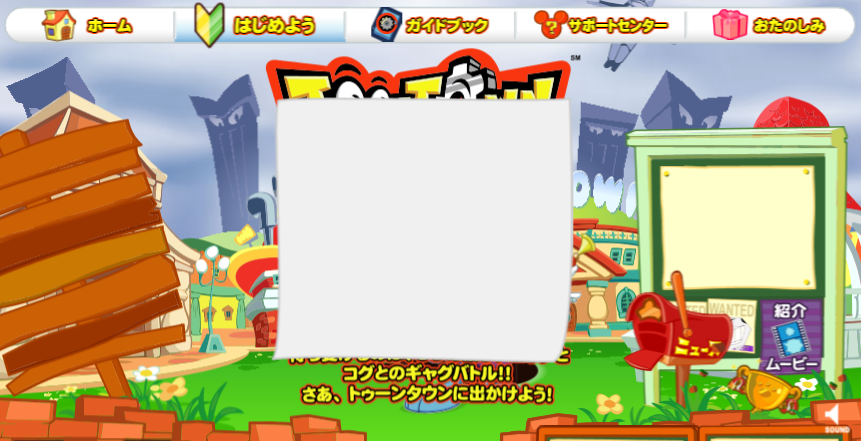 ホーム
はじめよう
ガイドブック
サポートセンター
おたのしみ
TOONTOWN
SM
WANTED
紹介
ムービー
ニュース
コグとのギャグバトル!!
さあ、トゥーンタウンに出かけよう!
SOUND